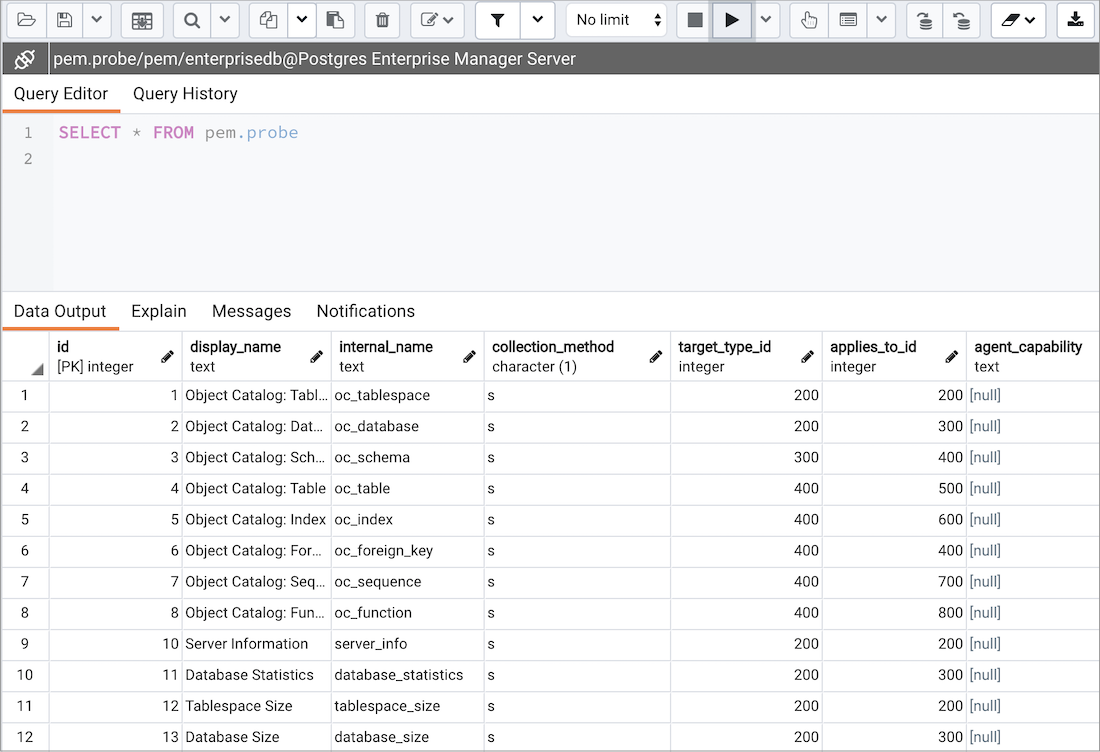 No limit
pem.probe/pem/enterprisedb@Postgres Enterprise Manager Server
Query Editor Query History
1 SELECT * FROM pem.probe
2
Data Output Explain Messages Notifications
id display_name internal_name collection_method target_type_id applies_to_id agent_capability
[PK] integer text text character (1) integer integer text
1 1 Object Catalog: Tabl... oc_tablespace s 200 200 [null]
2 2 Object Catalog: Dat... oc_database s 200 300 [null]
3 3 Object Catalog: Sch... oc_schema s 300 400 [null]
4 4 Object Catalog: Table oc_table s 400 500 [null]
5 5 Object Catalog: Index oc_index s 400 600 [null]
6 6 Object Catalog: For... oc_foreign_key s 400 400 [null]
7 7 Object Catalog: Seq... oc_sequence s 400 700 [null]
8 8 Object Catalog: Fun... oc_function s 400 800 [null]
9 10 Server Information server_info s 200 200 [null]
10 11 Database Statistics database_statistics s 200 300 [null]
11 12 Tablespace Size tablespace_size s 200 200 [null]
12 13 Database Size database_size s 200 300 [null]